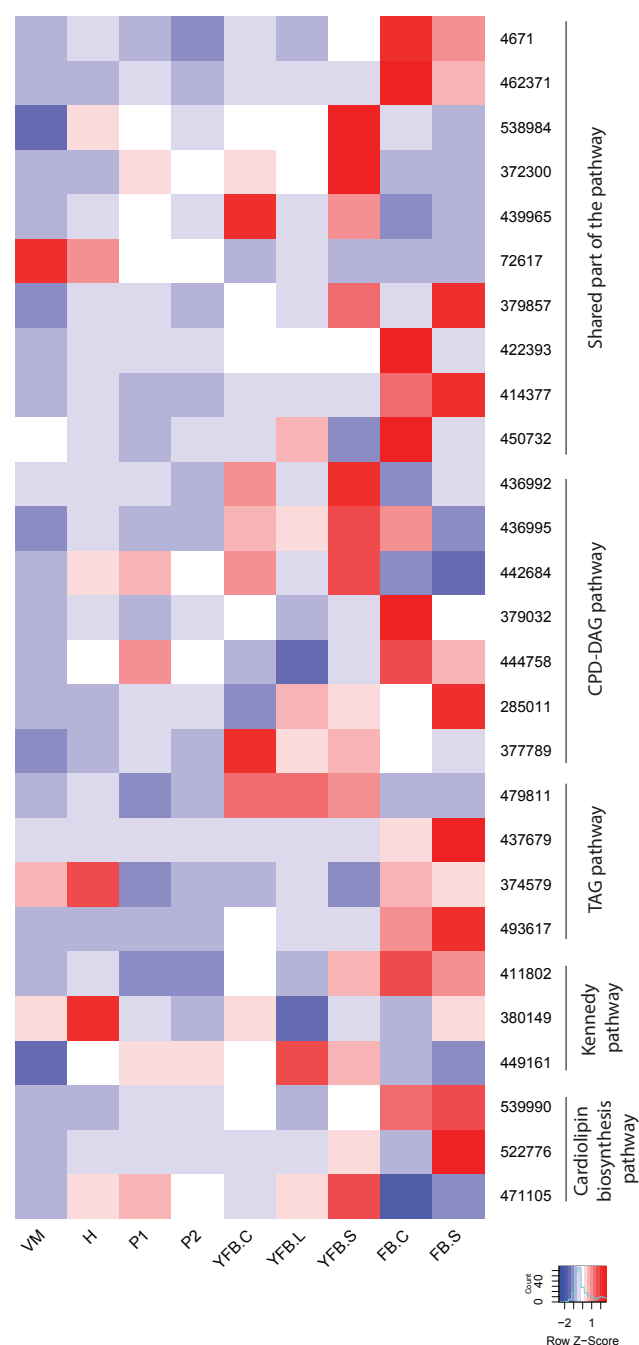 4671
462371
538984
372300
439965
72617
379857
422393
414377
450732
Shared part of the pathway
436992
436995
442684
379032
444758
285011
377789
CPD-DAG pathway
479811
437679
374579
493617
TAG pathway
411802
380149
449161
Kennedy
pathway
539990
522776
471105
Cardiolipin
biosynthesis
pathway
VM
H
P1
P2
YFB.C
YFB.L
YFB.S
FB.C
FB.S
Count
0 40
−2 1
Row Z−Score